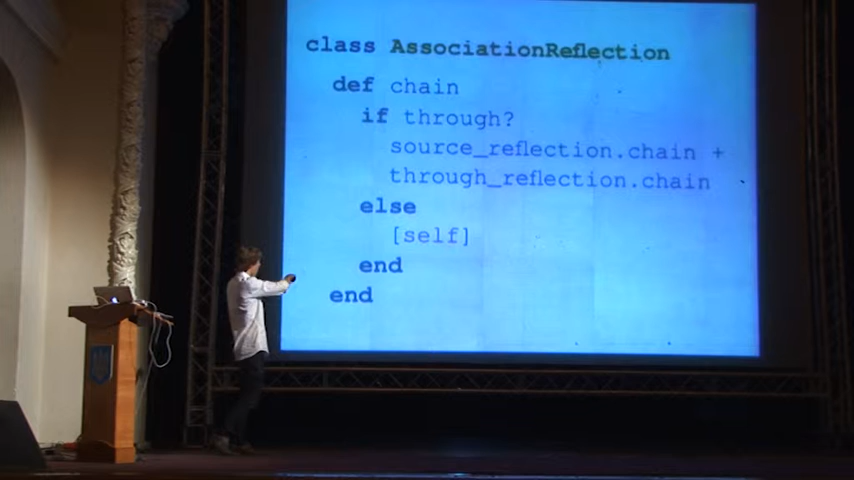 class AssociationReflection
def chain
if through?
source_reflection.chain +
through_reflection.chain
else
[self]
end
end